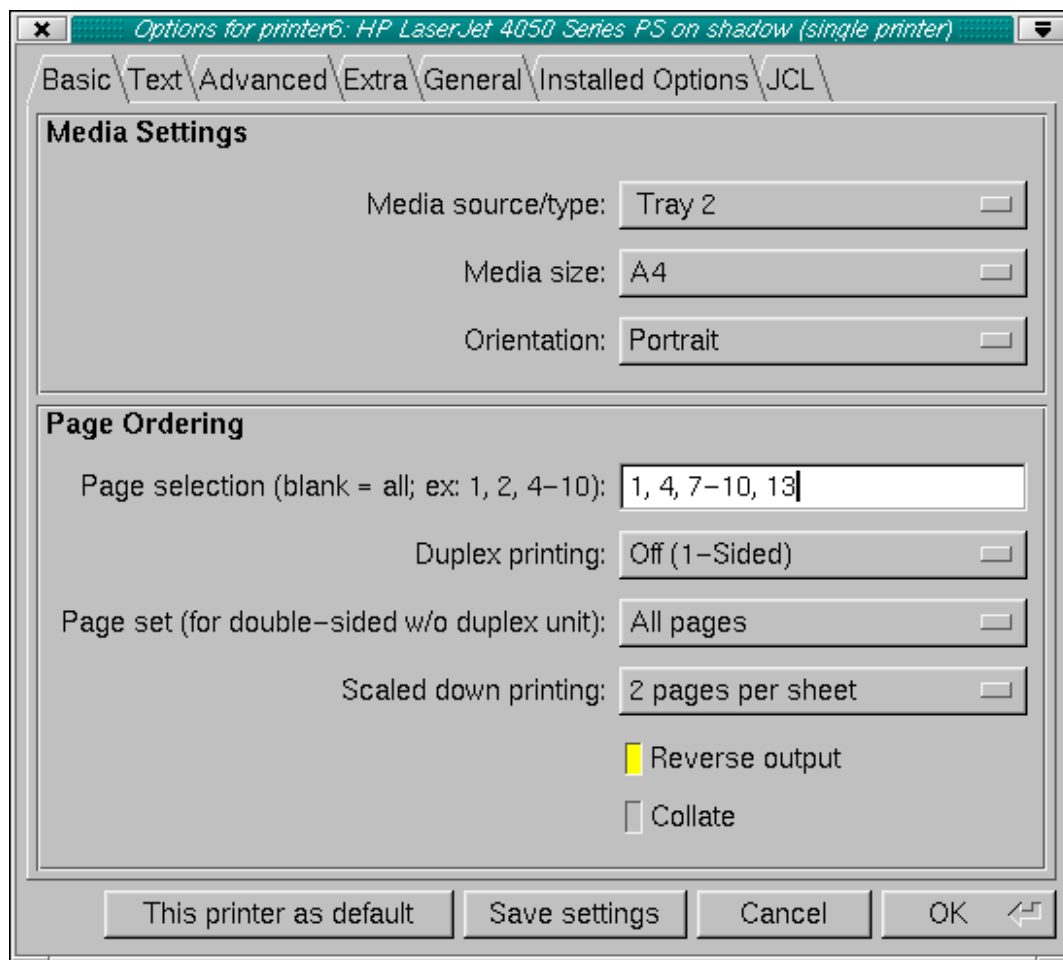 Options for printer6: HP LaserJet 4050 Series PS on shadow (single printer)
Basic Text Advanced Extra General Installed Options JCL
Media Settings
Media source/type: Tray 2
Media size: A4
Orientation: Portrait
Page Ordering
Page selection (blank = all; ex: 1, 2, 4-10): 1, 4, 7-10, 13
Duplex printing: Off (1-Sided)
Page set (for double-sided w/o duplex unit): All pages
Scaled down printing: 2 pages per sheet
Reverse output
Collate
This printer as default Save settings Cancel OK